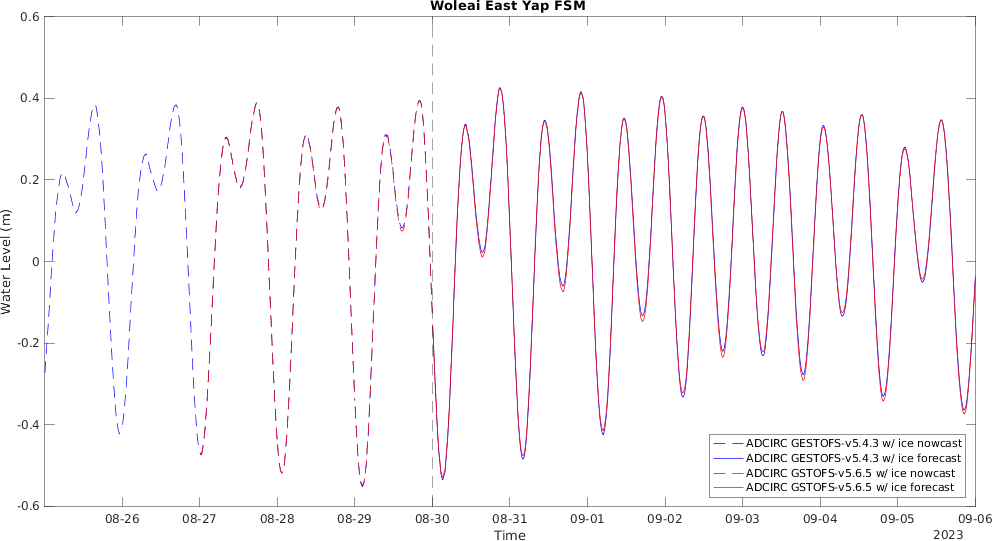 Woleai East Yap FSM
0.6
0.4
0.2
0
-0.2
-0.4
-0.6
Water Level (m)
08-26 08-27 08-28 08-29 08-30 08-31 09-01 09-02 09-03 09-04 09-05 09-06
Time
2023
ADCIRC GESTOFS-v5.4.3 w/ ice nowcast
ADCIRC GESTOFS-v5.4.3 w/ ice forecast
ADCIRC GSTOFS-v5.6.5 w/ ice nowcast
ADCIRC GSTOFS-v5.6.5 w/ ice forecast